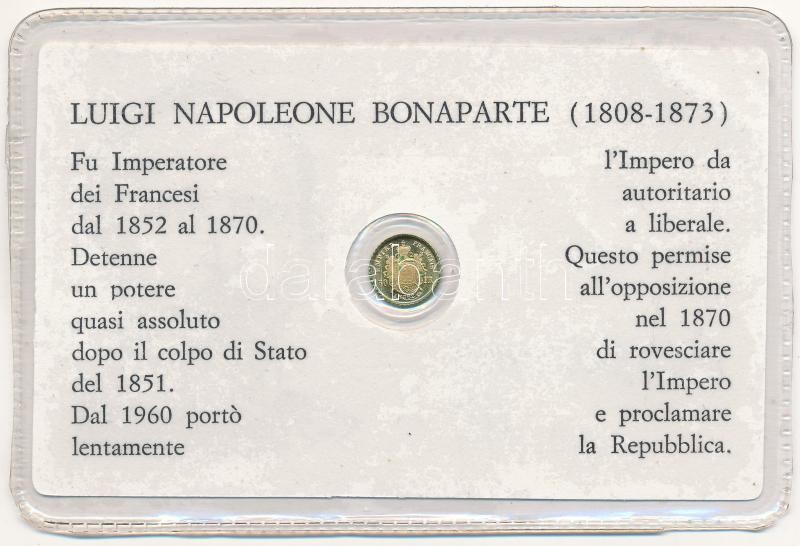 LUIGI NAPOLEONE BONAPARTE (1808-1873)
Fu Imperatore
dei Francesi
dal 1852 al 1870.
Detenne
un potere
quasi assoluto
dopo il colpo di Stato
del 1851.
Dal 1960 portò
lentamente
l'Impero da
autoritario
a liberale.
Questo permise
all'opposizione
nel 1870
di rovesciare
l'Impero
e proclamare
la Repubblica.